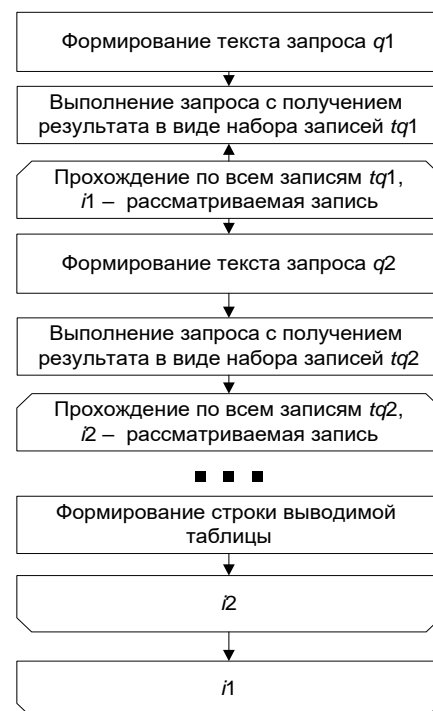 Формирование текста запроса q1
Выполнение запроса с получением
результата в виде набора записей tq1
Прохождение по всем записям tq1,
i1 – рассматриваемая запись
Формирование текста запроса q2
Выполнение запроса с получением
результата в виде набора записей tq2
Прохождение по всем записям tq2,
i2 – рассматриваемая запись
Формирование строки выводимой
таблицы
i2
i1